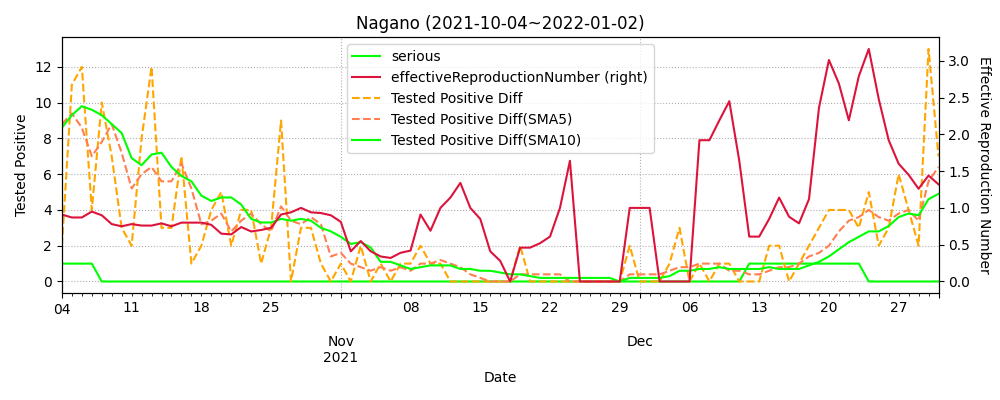 Nagano (2021-10-04~2022-01-02)
serious
effectiveReproductionNumber (right)
Tested Positive Diff
Tested Positive Diff(SMA5)
Tested Positive Diff(SMA10)
Tested Positive
12
10
8
6
4
2
0
Effective Reproduction Number
3.0
2.5
2.0
1.5
1.0
0.5
0.0
04 11 18 25 08 15 22 29 06 13 20 27
Nov Dec
2021
Date